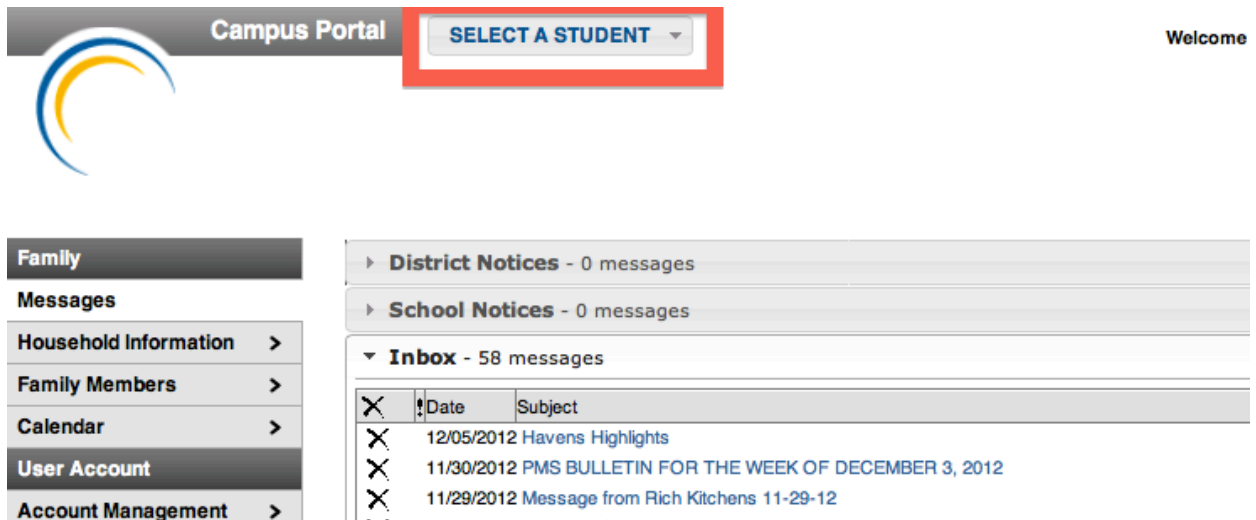 Campus Portal
SELECT A STUDENT
Welcome
Family
Messages
Household Information >
Family Members >
Calendar >
User Account
Account Management >
District Notices - 0 messages
School Notices - 0 messages
Inbox - 58 messages
X ! Date Subject
X 12/05/2012 Havens Highlights
X 11/30/2012 PMS BULLETIN FOR THE WEEK OF DECEMBER 3, 2012
X 11/29/2012 Message from Rich Kitchens 11-29-12